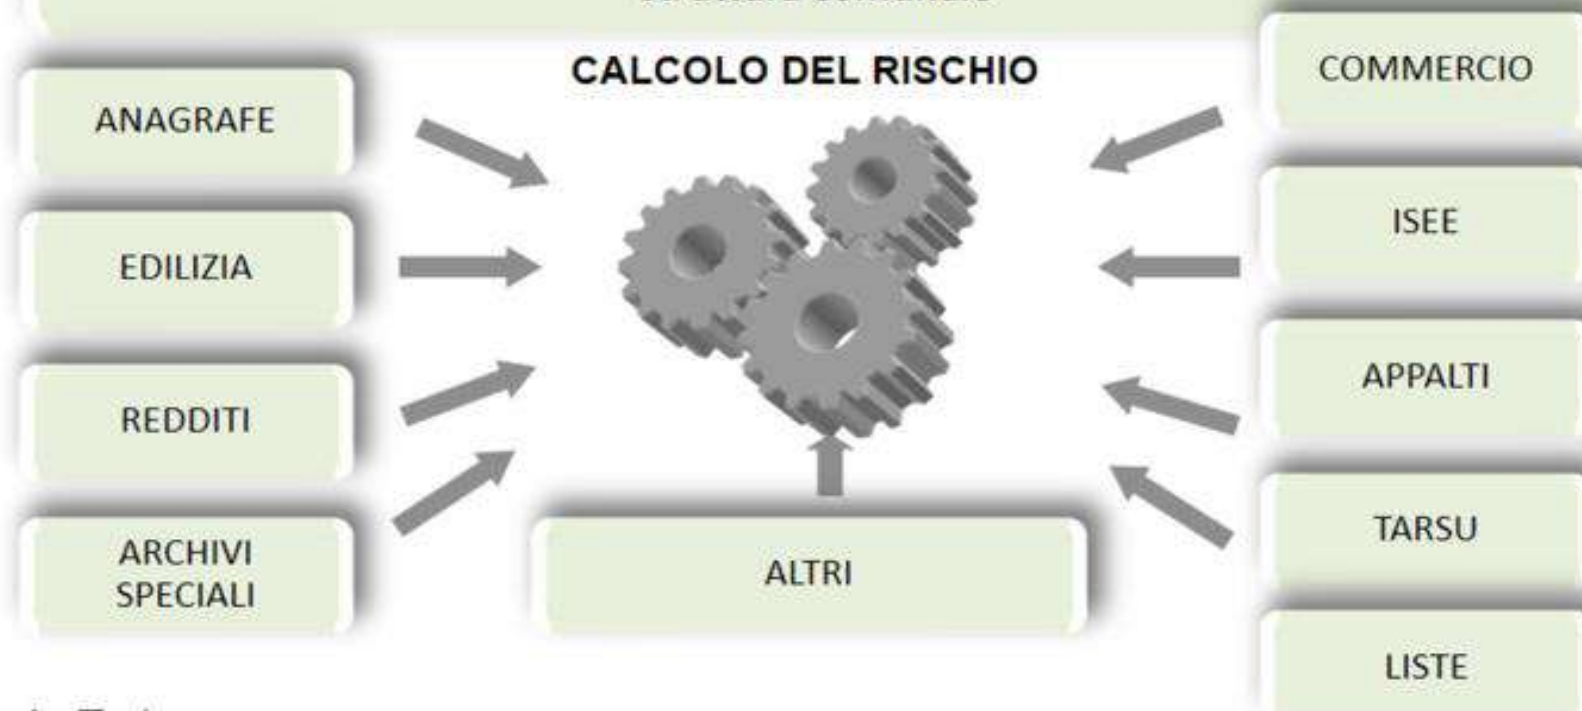 CALCOLO DEL RISCHIO
ANAGRAFE
EDILIZIA
REDDITI
ARCHIVI
SPECIALI
ALTRI
COMMERCIO
ISEE
APPALTI
TARSU
LISTE